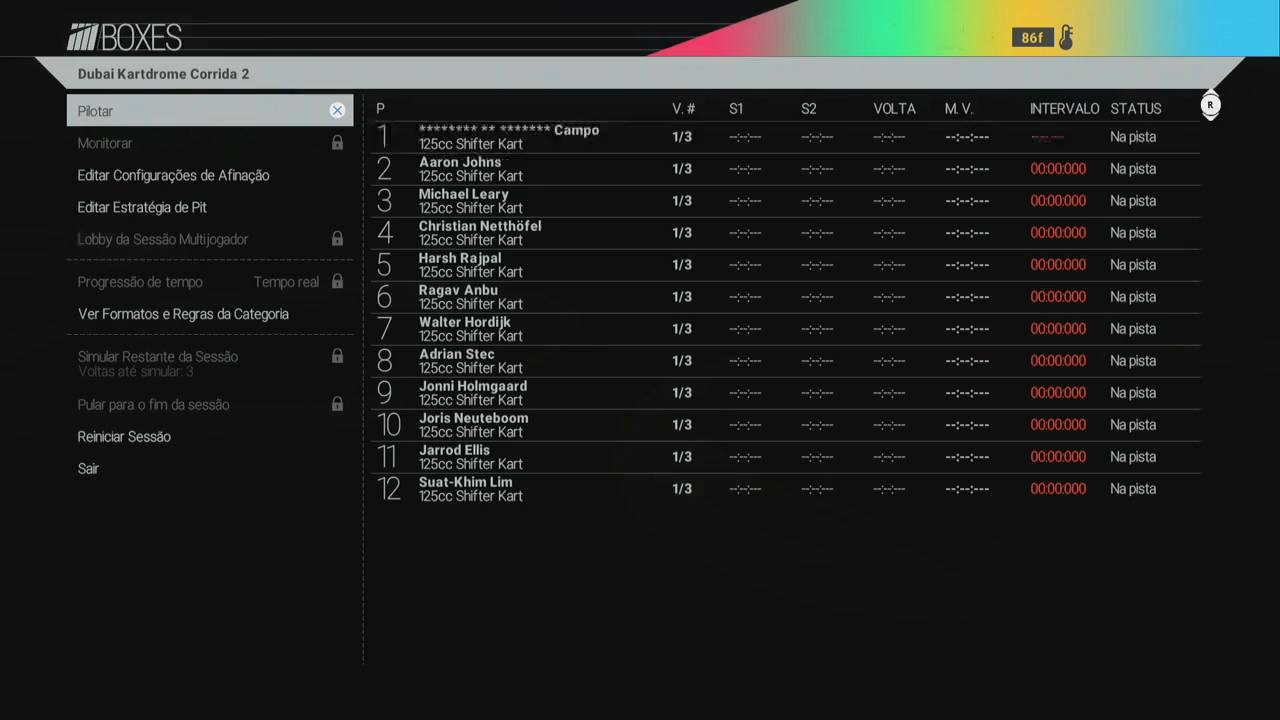 BOXES
86f
Dubai Kartdrome Corrida 2
Pilotar
Monitorar
Editar Configurações de Afinação
Editar Estratégia de Pit
Lobby da Sessão Multijogador
Progressão de tempo Tempo real
Ver Formatos e Regras da Categoria
Simular Restante da Sessão
Voltas até simular: 3
Pular para o fim da sessão
Reiniciar Sessão
Sair
P V. # S1 S2 VOLTA M. V. INTERVALO STATUS R
1 ******** ** ******* Campo 1/3 --:--:--- --:--:--- --:--:--- --:--:--- --:--:--- Na pista
125cc Shifter Kart
2 Aaron Johns 1/3 --:--:--- --:--:--- --:--:--- --:--:--- 00:00:000 Na pista
125cc Shifter Kart
3 Michael Leary 1/3 --:--:--- --:--:--- --:--:--- --:--:--- 00:00:000 Na pista
125cc Shifter Kart
4 Christian Netthöfel 1/3 --:--:--- --:--:--- --:--:--- --:--:--- 00:00:000 Na pista
125cc Shifter Kart
5 Harsh Rajpal 1/3 --:--:--- --:--:--- --:--:--- --:--:--- 00:00:000 Na pista
125cc Shifter Kart
6 Ragav Anbu 1/3 --:--:--- --:--:--- --:--:--- --:--:--- 00:00:000 Na pista
125cc Shifter Kart
7 Walter Hordijk 1/3 --:--:--- --:--:--- --:--:--- --:--:--- 00:00:000 Na pista
125cc Shifter Kart
8 Adrian Stec 1/3 --:--:--- --:--:--- --:--:--- --:--:--- 00:00:000 Na pista
125cc Shifter Kart
9 Jonni Holmgaard 1/3 --:--:--- --:--:--- --:--:--- --:--:--- 00:00:000 Na pista
125cc Shifter Kart
10 Joris Neuteboom 1/3 --:--:--- --:--:--- --:--:--- --:--:--- 00:00:000 Na pista
125cc Shifter Kart
11 Jarrod Ellis 1/3 --:--:--- --:--:--- --:--:--- --:--:--- 00:00:000 Na pista
125cc Shifter Kart
12 Suat-Khim Lim 1/3 --:--:--- --:--:--- --:--:--- --:--:--- 00:00:000 Na pista
125cc Shifter Kart